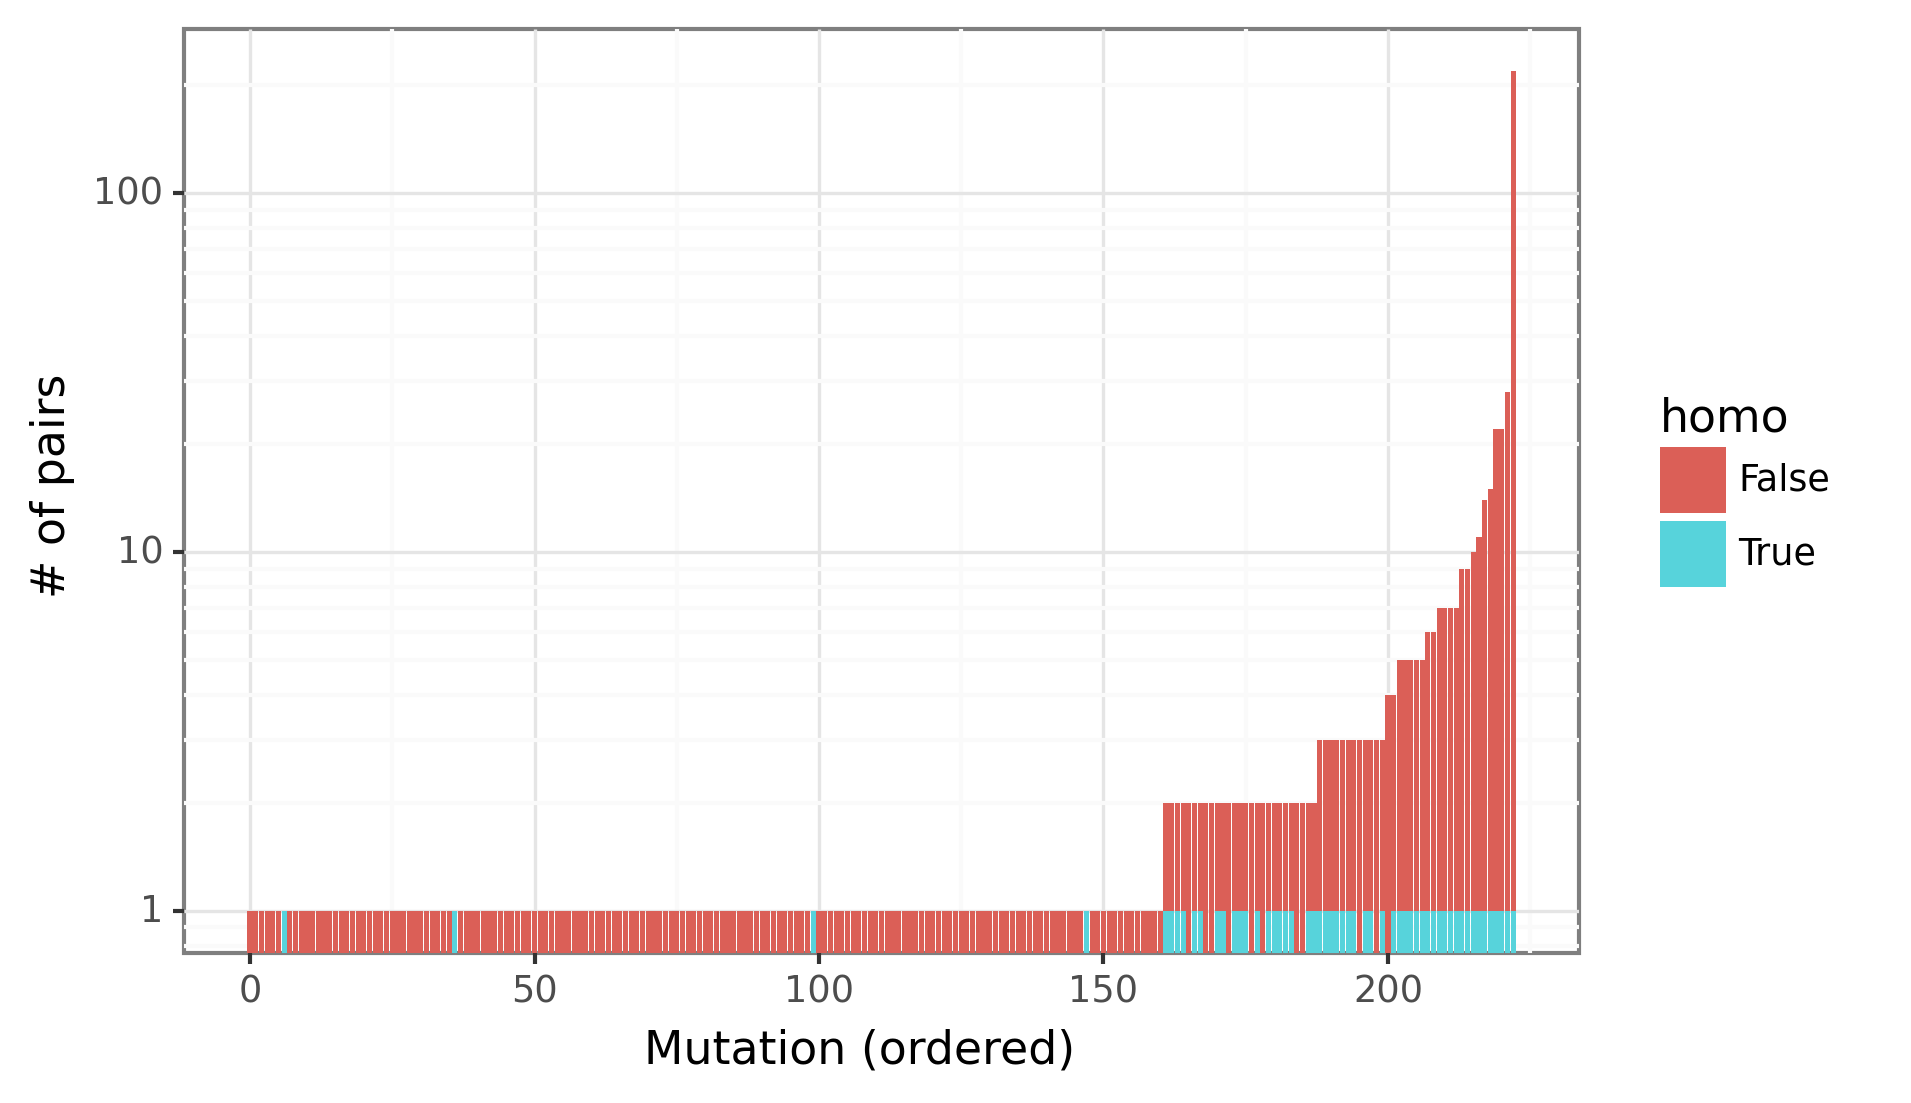 100
10
1
# of pairs
0 50 100 150 200
Mutation (ordered)
homo
False
True